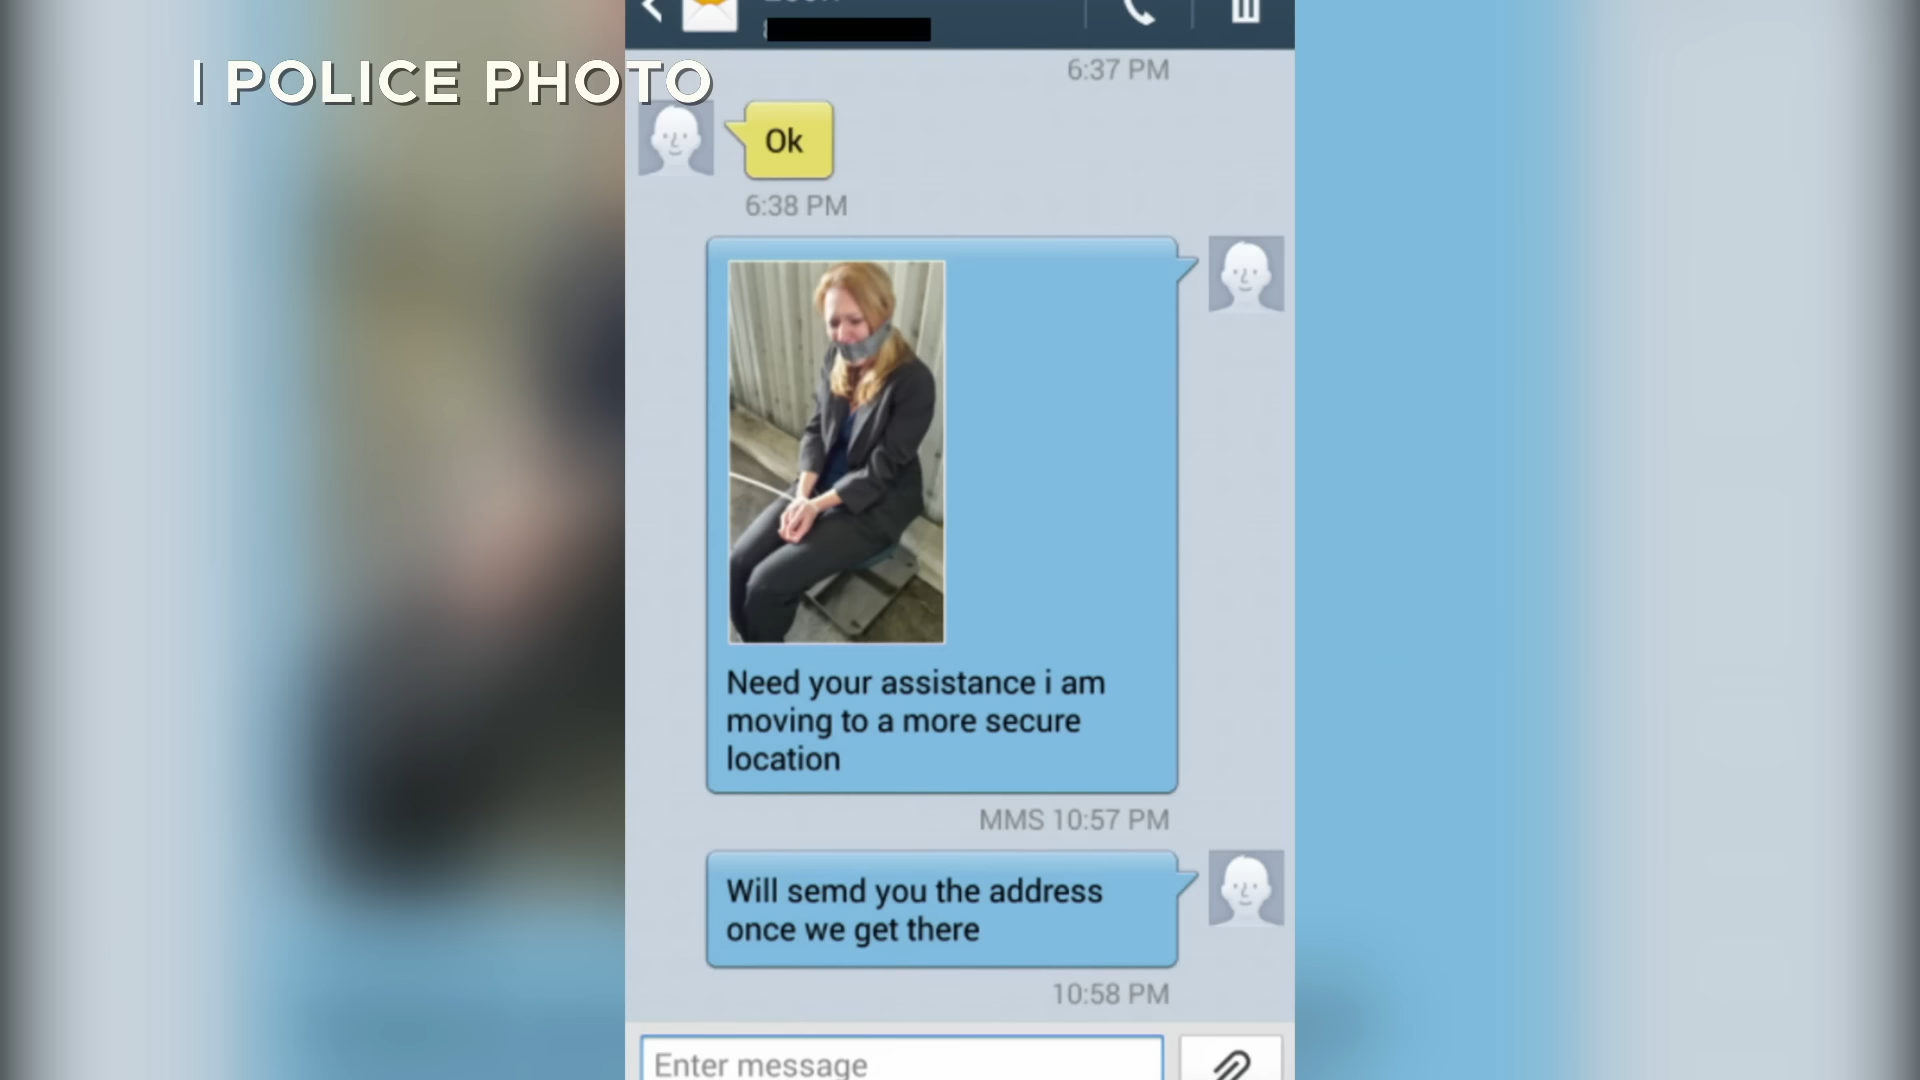 | POLICE PHOTO
6:37 PM
Ok
6:38 PM
Need your assistance i am
moving to a more secure
location
MMS 10:57 PM
Will semd you the address
once we get there
10:58 PM
Enter message